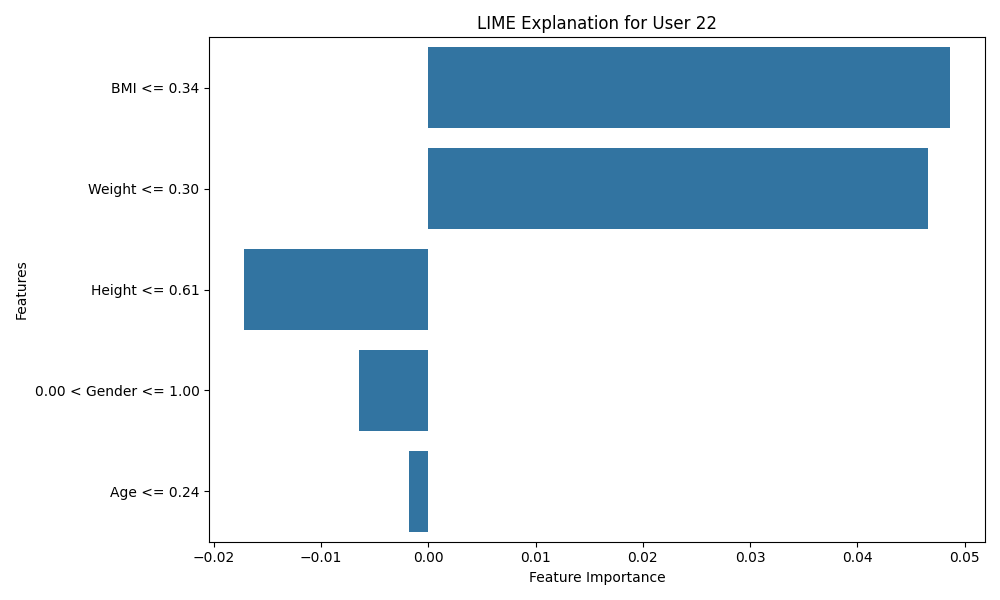 LIME Explanation for User 22
Features
BMI <= 0.34
Weight <= 0.30
Height <= 0.61
0.00 < Gender <= 1.00
Age <= 0.24
−0.02 −0.01 0.00 0.01 0.02 0.03 0.04 0.05
Feature Importance